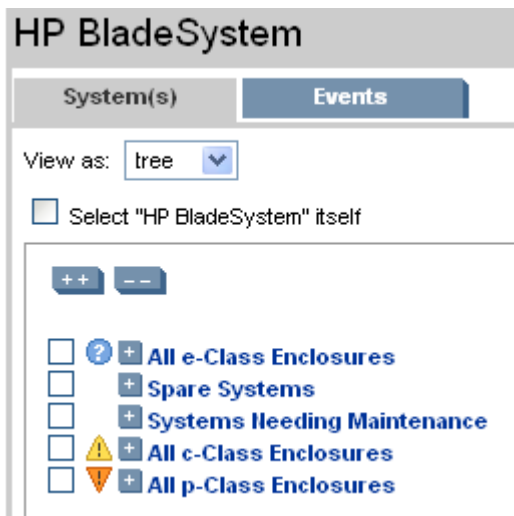 HP BladeSystem
System(s) Events
View as: tree
Select "HP BladeSystem" itself
++ --
? + All e-Class Enclosures
+ Spare Systems
+ Systems Needing Maintenance
! + All c-Class Enclosures
! + All p-Class Enclosures